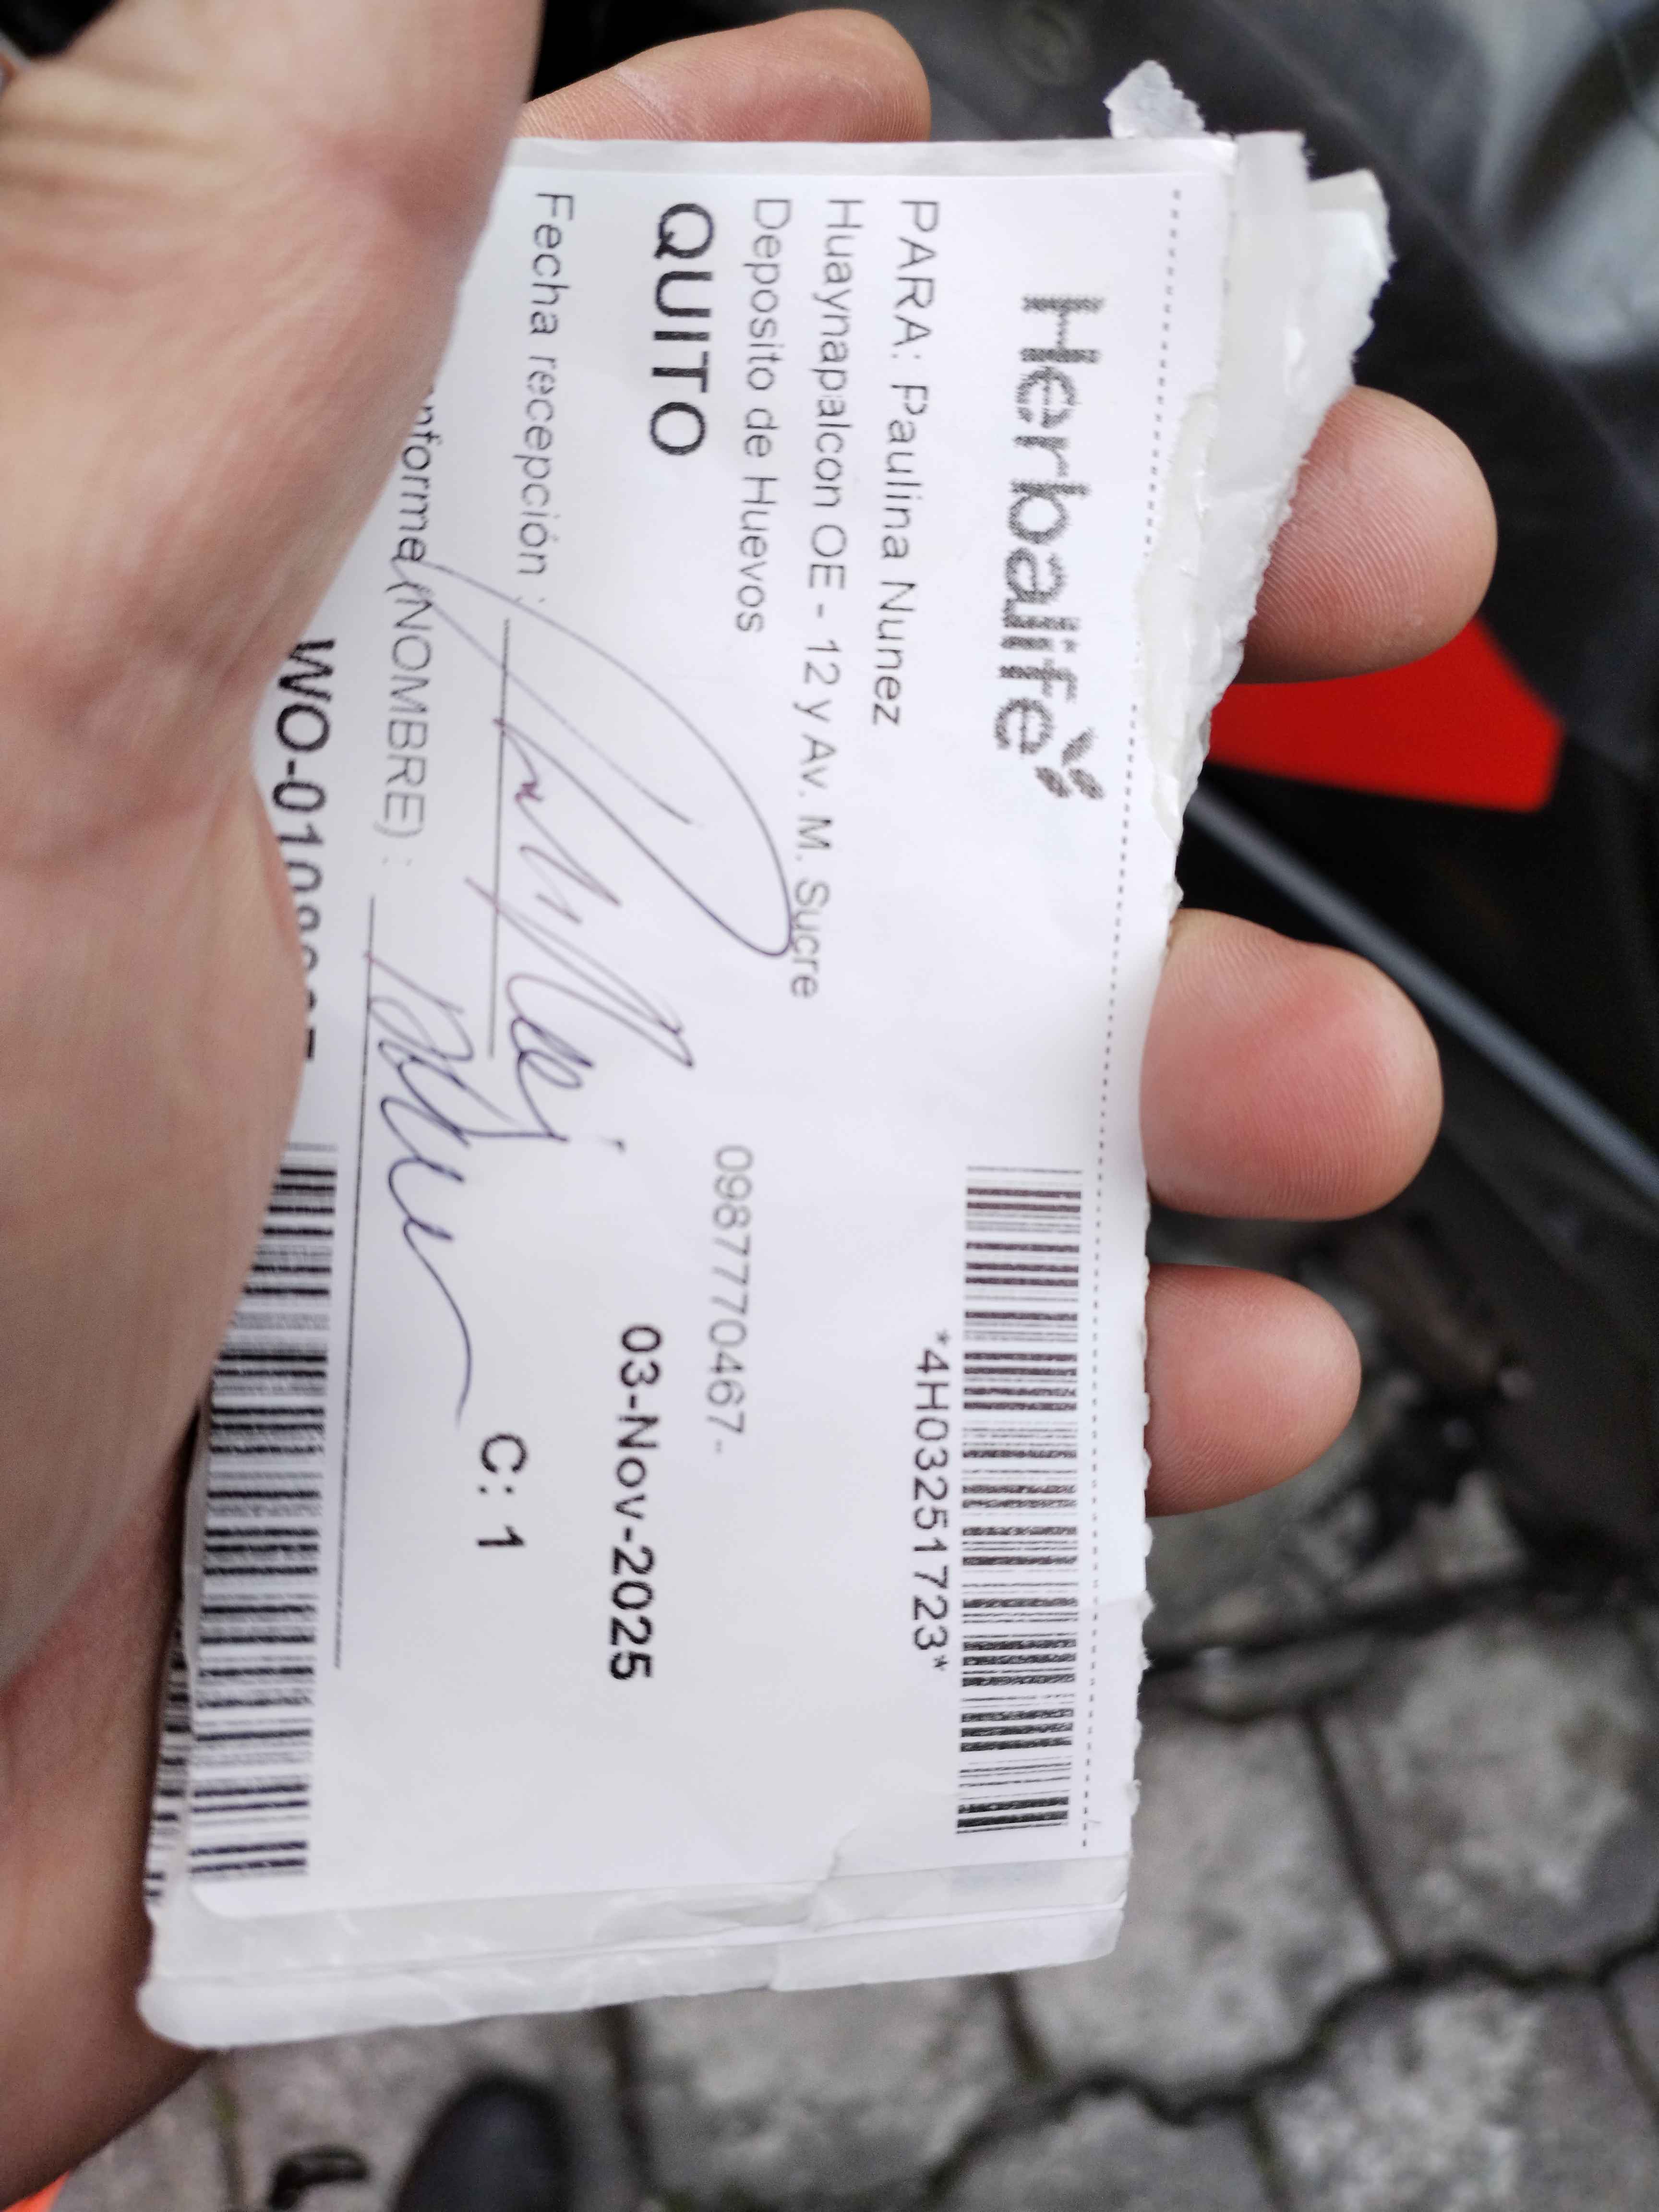 Herbalife
*4H03251723*
PARA: Paulina Nunez
Huaynapalcon OE - 12 y Av. M. Sucre
Deposito de Huevos
0987770467-
QUITO
03-Nov-2025
Fecha recepción :
C: 1
(NOMBRE) :